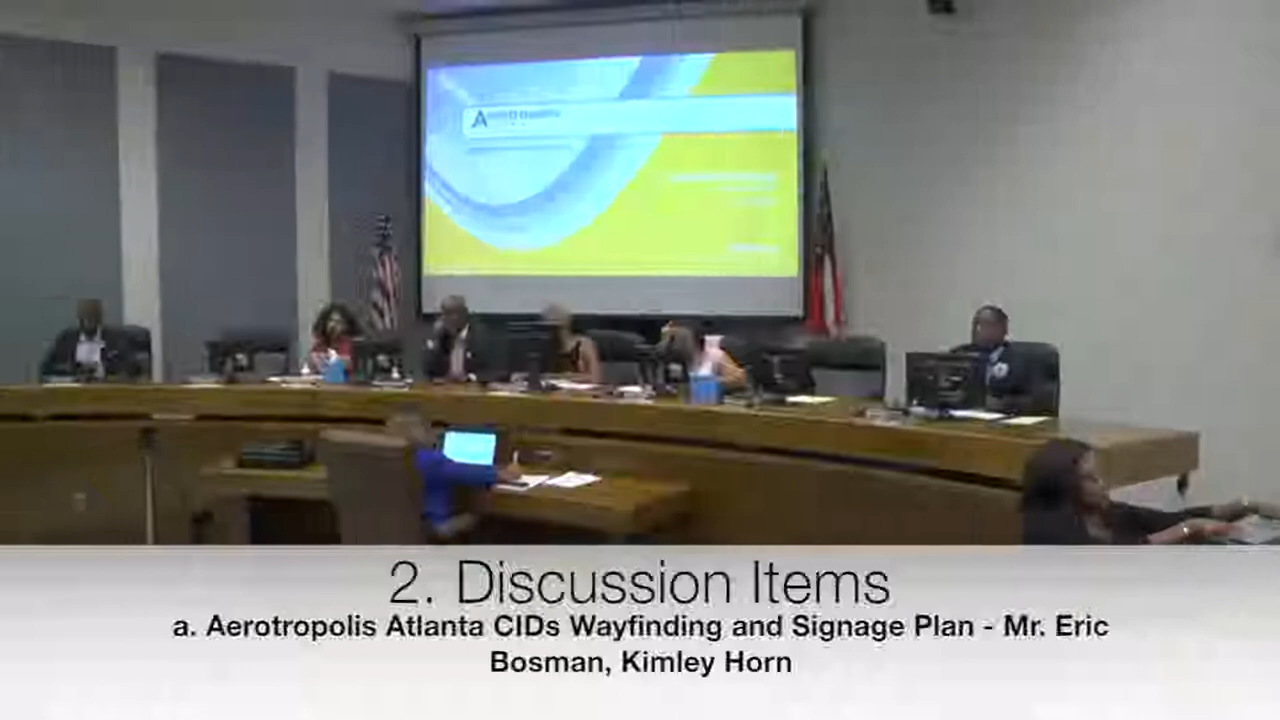 2. Discussion Items
a. Aerotropolis Atlanta CIDs Wayfinding and Signage Plan - Mr. Eric
Bosman, Kimley Horn